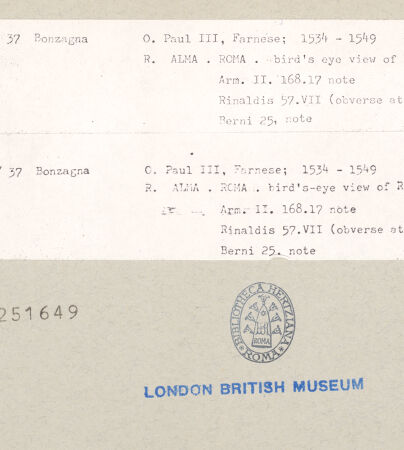 37 Bonzagna O. Paul III, Farnese; 1534 - 1549
R. ALMA . ROMA . bird's eye view of
Arm. II. 168.17 note
Rinaldis 57.VII (obverse at
Berni 25, note
37 Bonzagna O. Paul III, Farnese; 1534 - 1549
R. ALMA . ROMA . bird's-eye view of R
Arm. II. 168.17 note
Rinaldis 57.VII (obverse at
Berni 25. note
251649
BIBLIOTHECA HERTZIANA
ROMA
ROMA
LONDON BRITISH MUSEUM